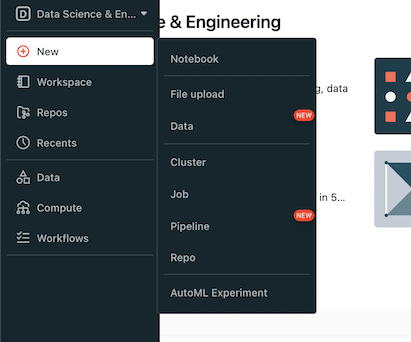 D Data Science & En...
e & Engineering
New
Workspace
Repos
Recents
Data
Compute
Workflows
Notebook
File upload
NEW
Data
Cluster
Job
NEW
Pipeline
Repo
AutoML Experiment
g, data
in 5...